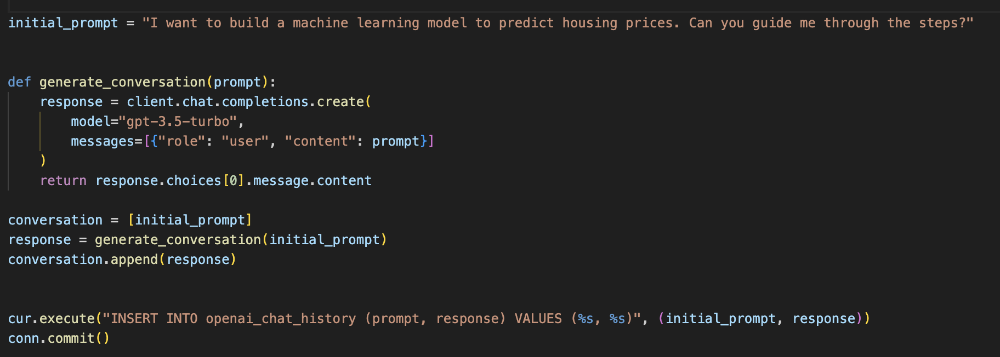 initial_prompt = "I want to build a machine learning model to predict housing prices. Can you guide me through the steps?"
def generate_conversation(prompt):
    response = client.chat.completions.create(
        model="gpt-3.5-turbo",
        messages=[{"role": "user", "content": prompt}]
    )
    return response.choices[0].message.content
conversation = [initial_prompt]
response = generate_conversation(initial_prompt)
conversation.append(response)
cur.execute("INSERT INTO openai_chat_history (prompt, response) VALUES (%s, %s)", (initial_prompt, response))
conn.commit()